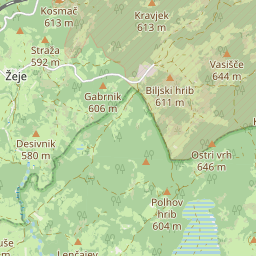 Kosmač
613 m
Kravjek
613 m
Straža
592 m
Vasišče
644 m
Žeje
Gabrnik
606 m
Biljski hrib
611 m
Desivnik
580 m
Ostri vrh
646 m
Polhov
hrib
604 m
Lenčajev